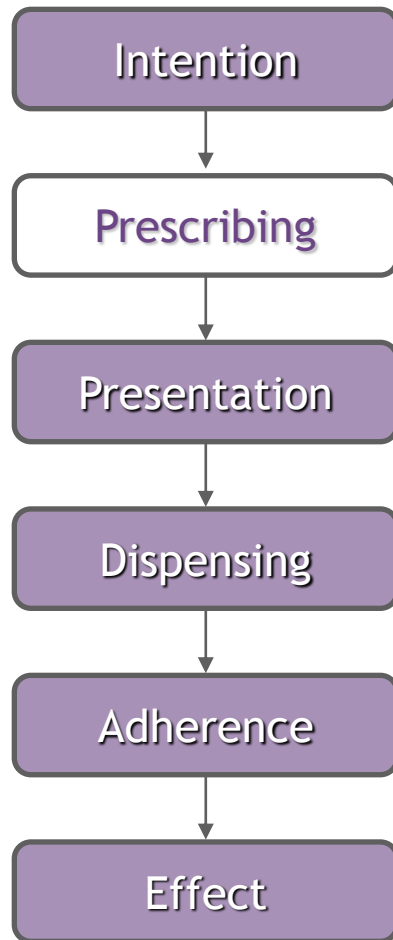 Intention
Prescribing
Presentation
Dispensing
Adherence
Effect